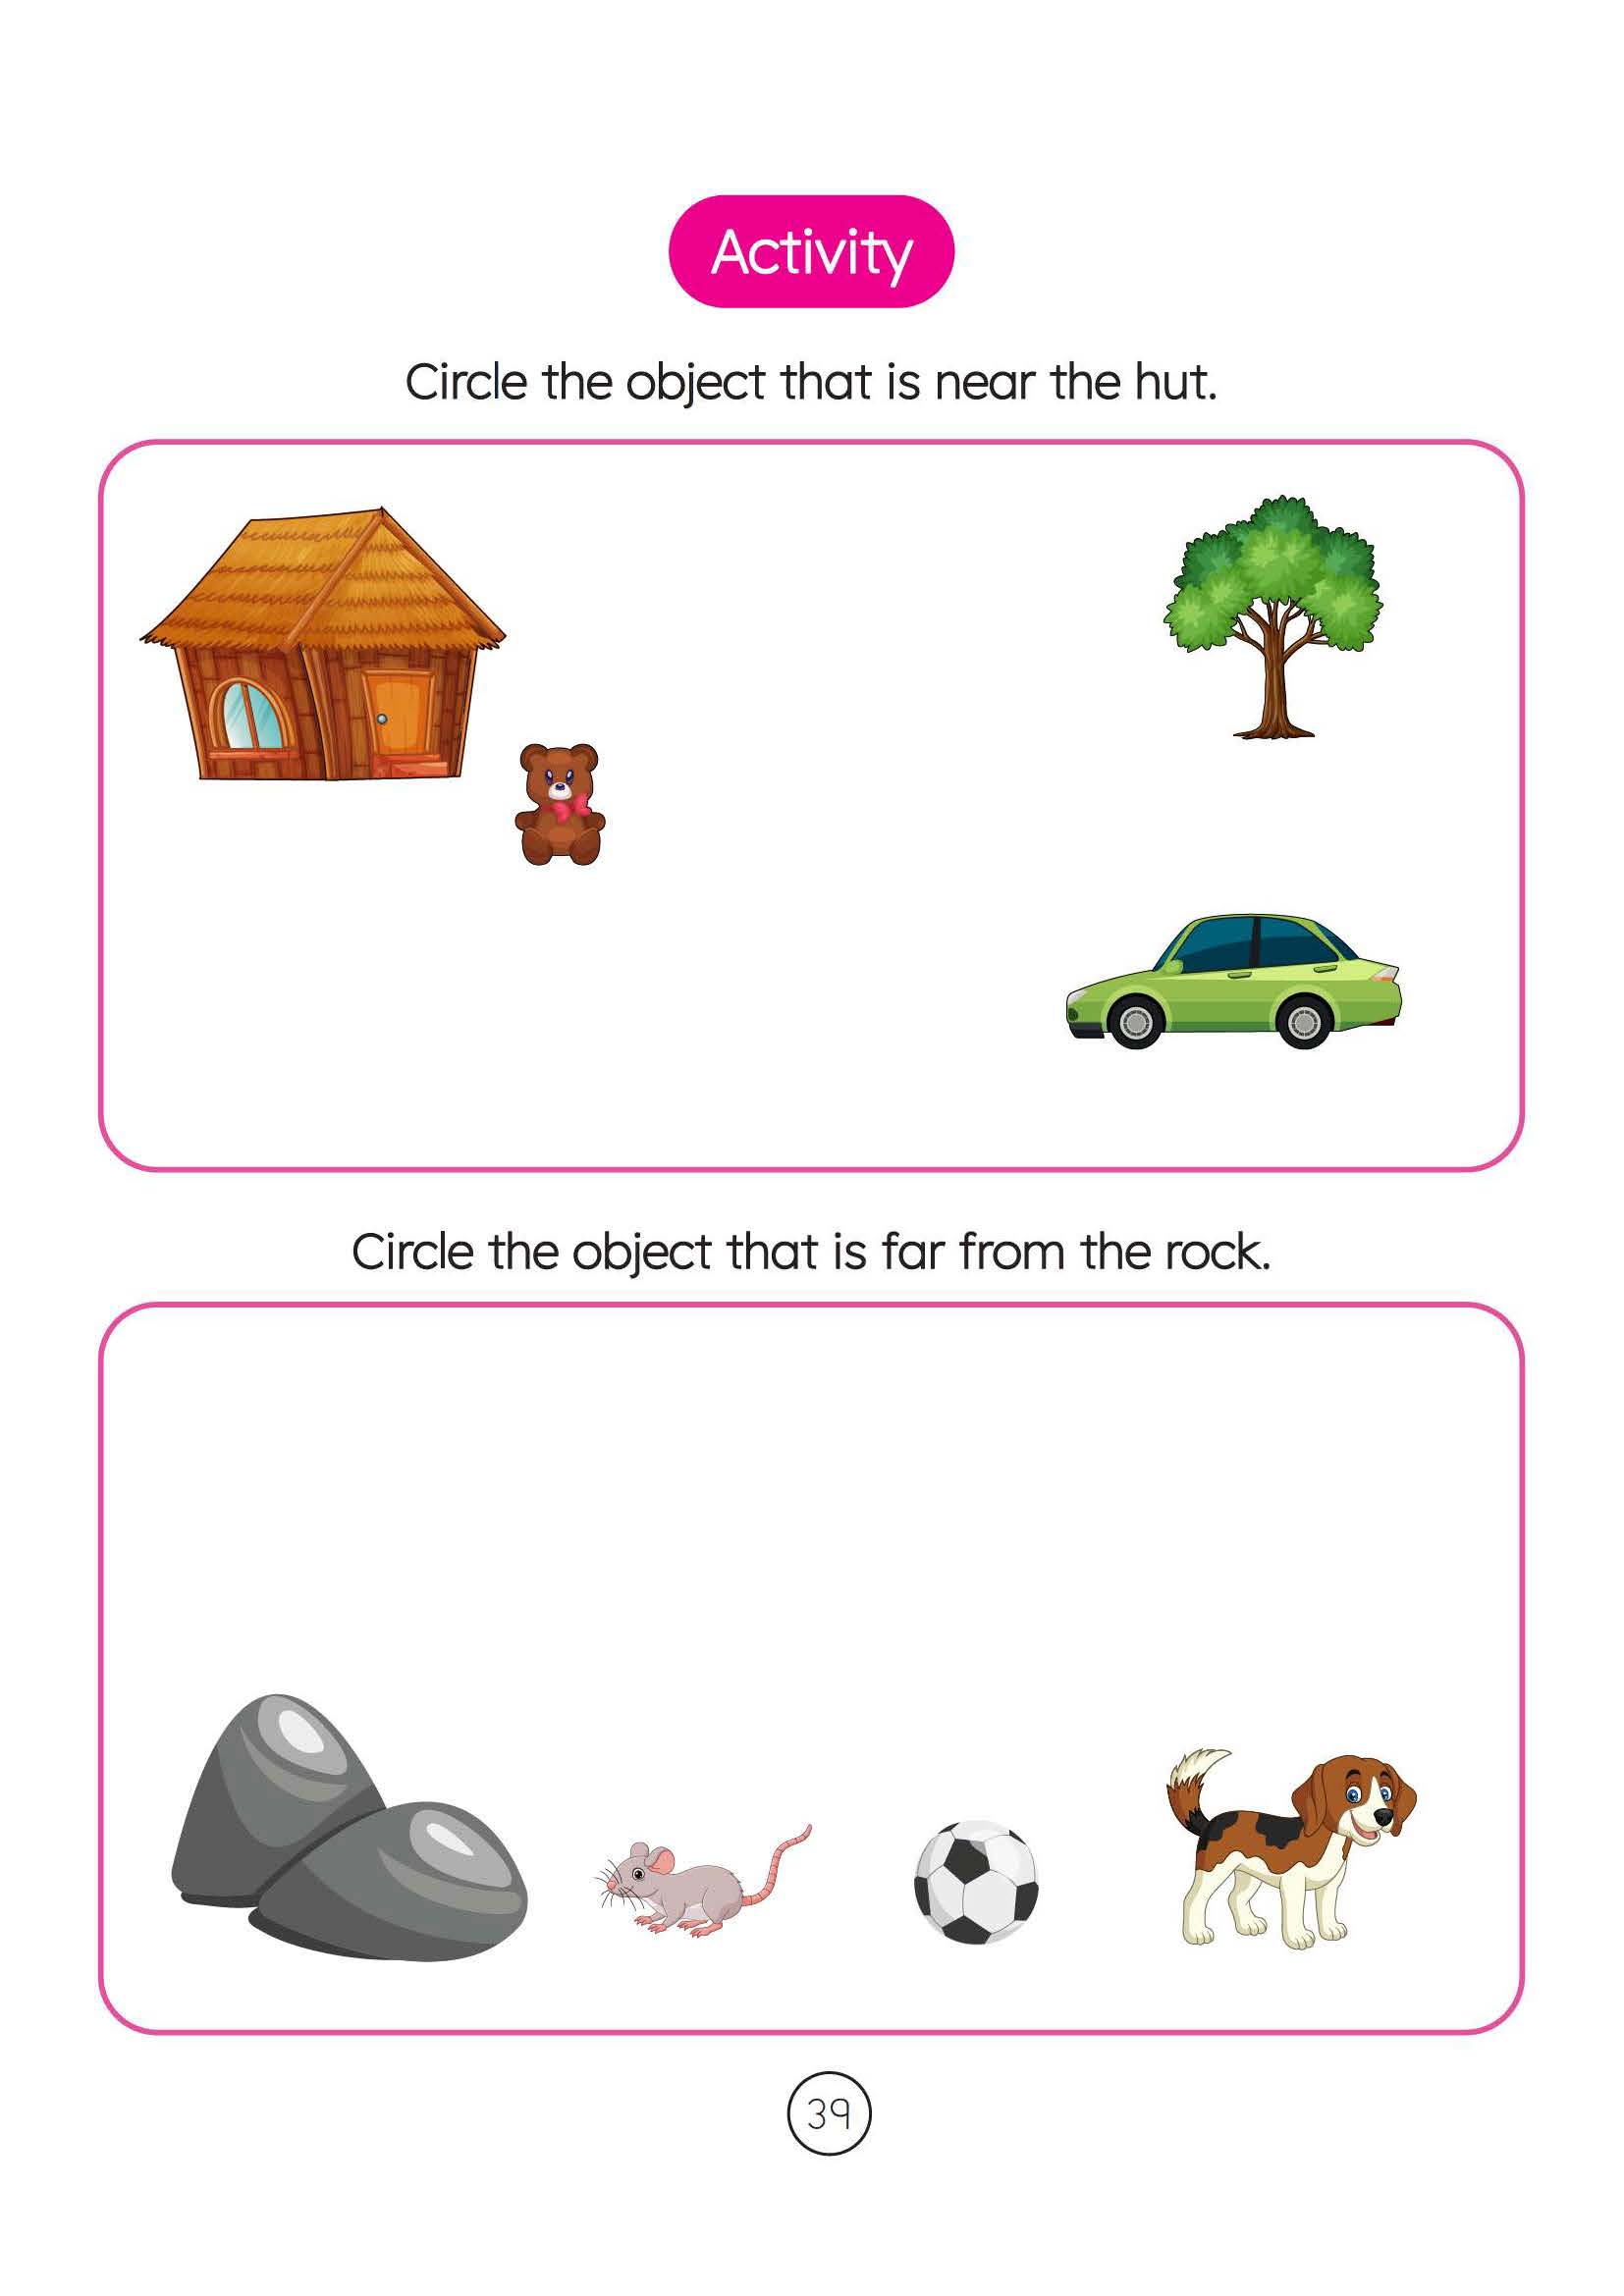 Activity
Circle the object that is near the hut.
Circle the object that is far from the rock.
39